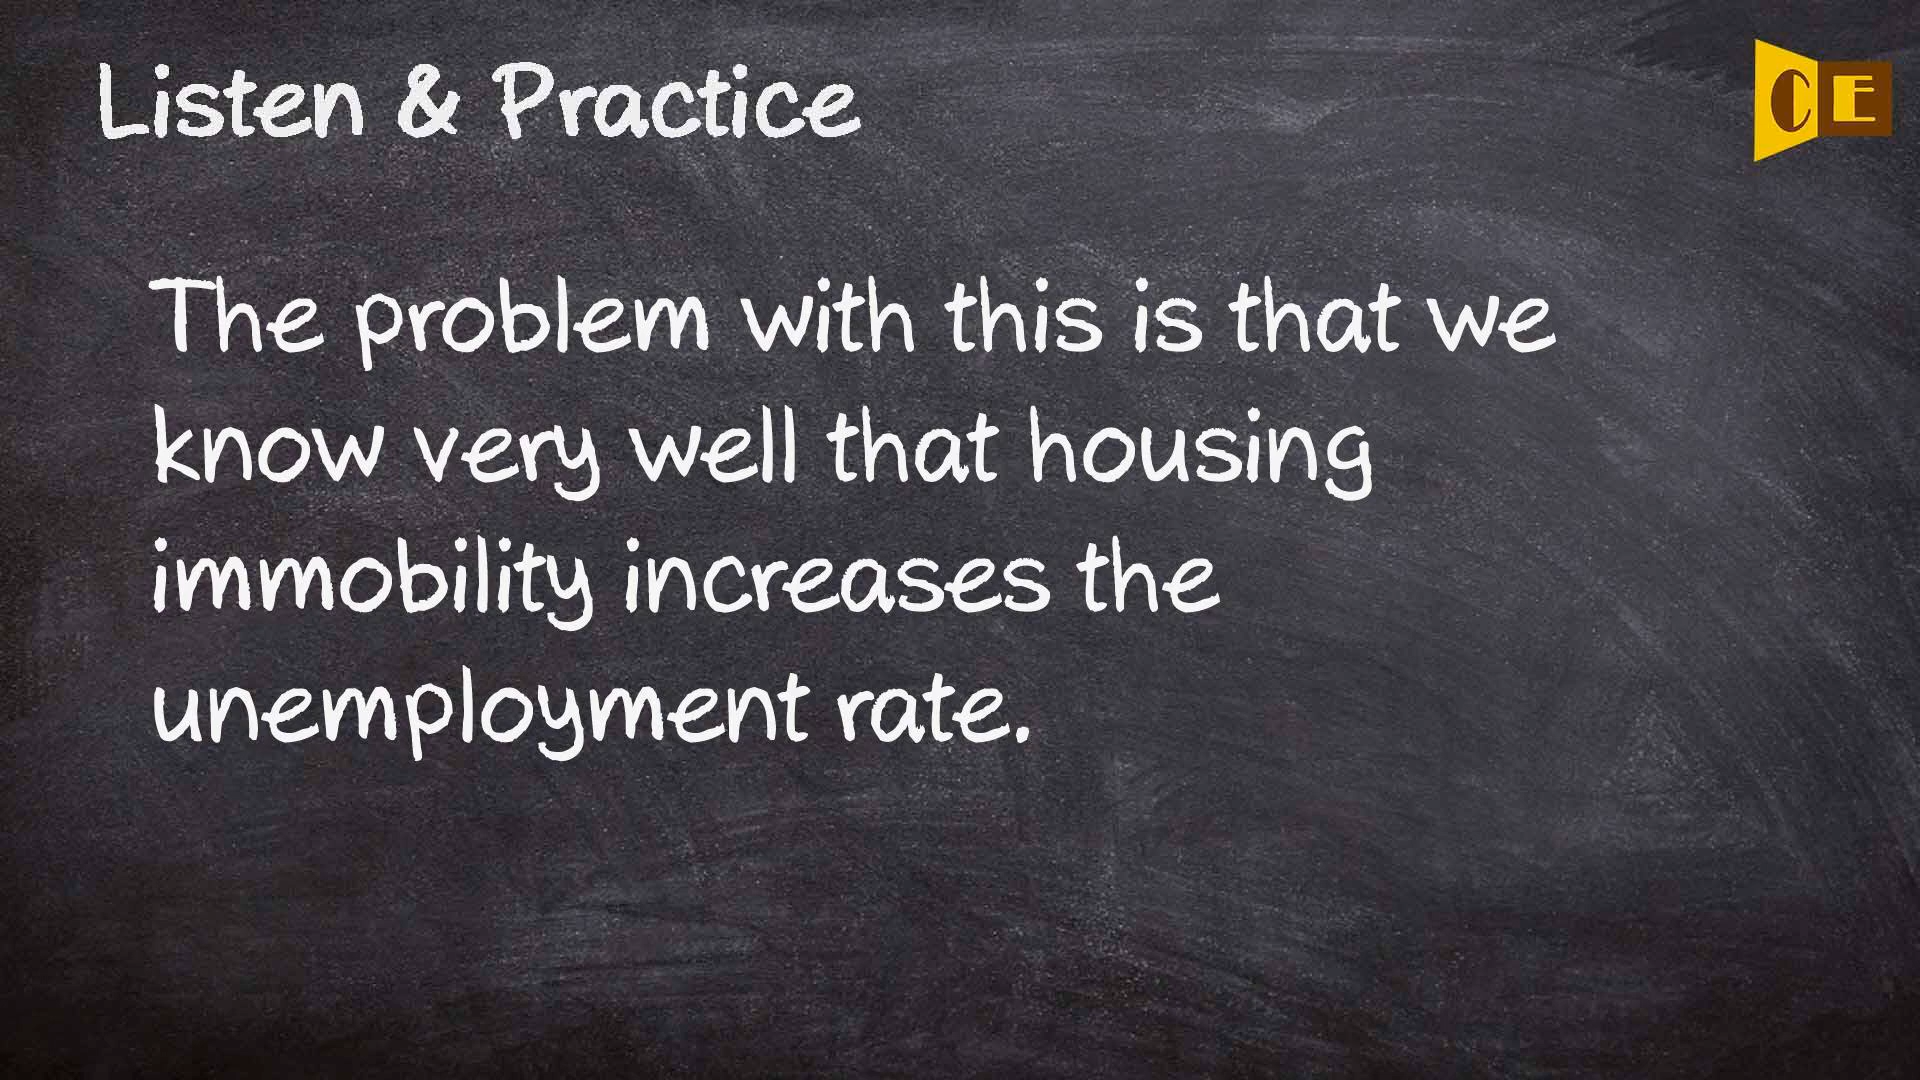 Listen & Practice
CE
The problem with this is that we
know very well that housing
immobility increases the
unemployment rate.